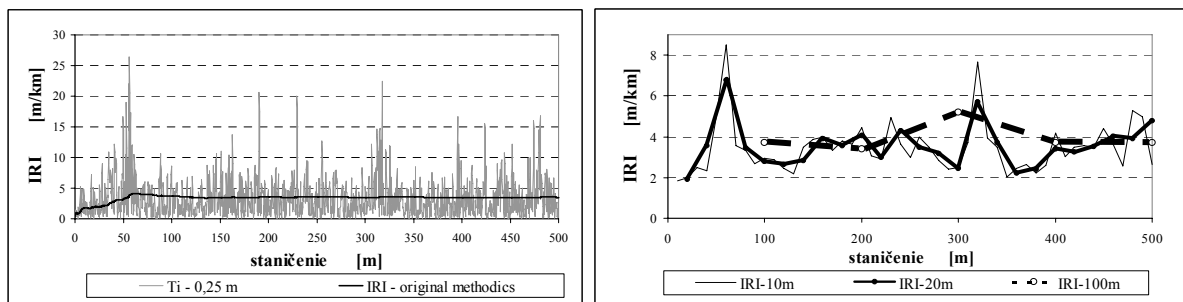 IRI [m/km]
30
25
20
15
10
5
0
0 50 100 150 200 250 300 350 400 450 500
staničenie [m]
Ti - 0,25 m IRI - original methodics
IRI [m/km]
8
6
4
2
0
0 100 200 300 400 500
staničenie [m]
IRI-10m IRI-20m IRI-100m